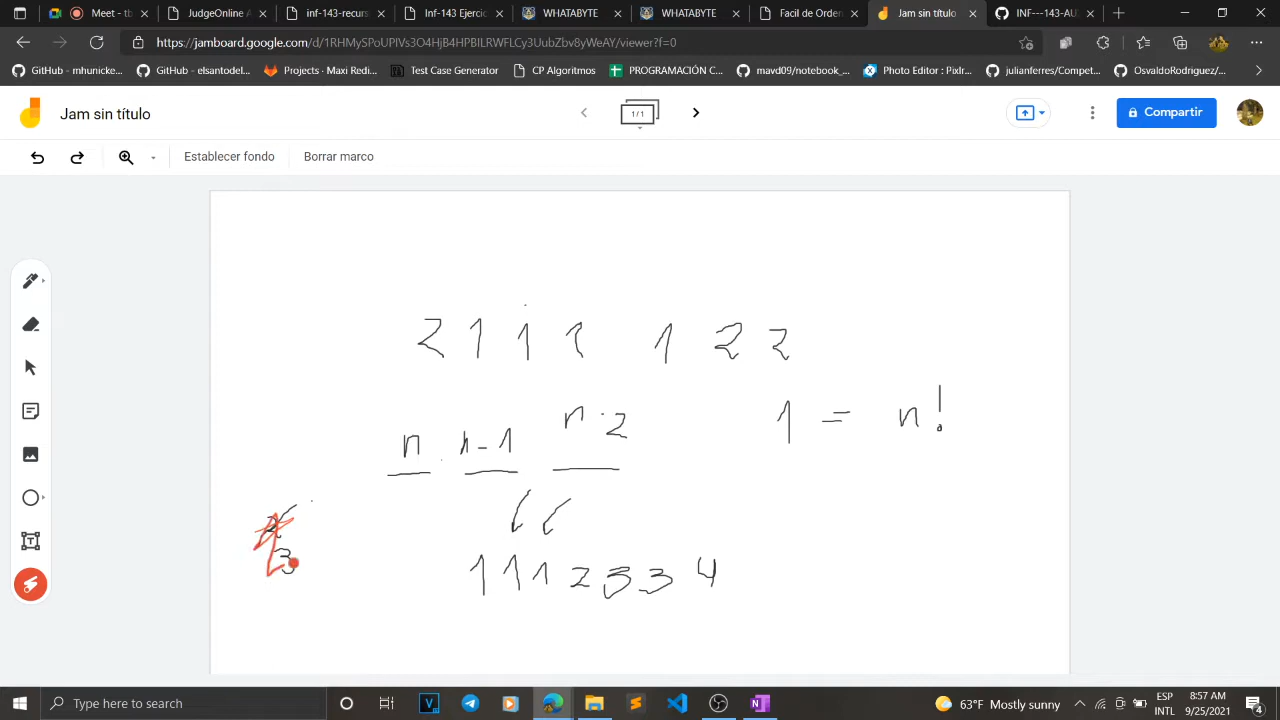 Meet - tb
JudgeOnline A
inf-143-recurs
Inf-143 Ejercic
WHATABYTE
WHATABYTE
Facil de Orden
Jam sin título
INF---143-AUX
https://jamboard.google.com/d/1RHMySPoUPlVs3O4HjB4HPBILRWFLCy3UubZbv8yWeAY/viewer?f=0
GitHub - mhunicke...
GitHub - elsantodel...
Projects · Maxi Redi...
Test Case Generator
CP Algoritmos
PROGRAMACIÓN C...
mavd09/notebook_...
Photo Editor : Pixlr...
julianferres/Compet...
OsvaldoRodriguez/...
Jam sin título
1/1
Compartir
Establecer fondo
Borrar marco
2 1 1 1 1 2 2
n n-1 n-2 1 = n!
3
1 1 1 2 3 3 4
Type here to search
63°F Mostly sunny
ESP
INTL
8:57 AM
9/25/2021
4